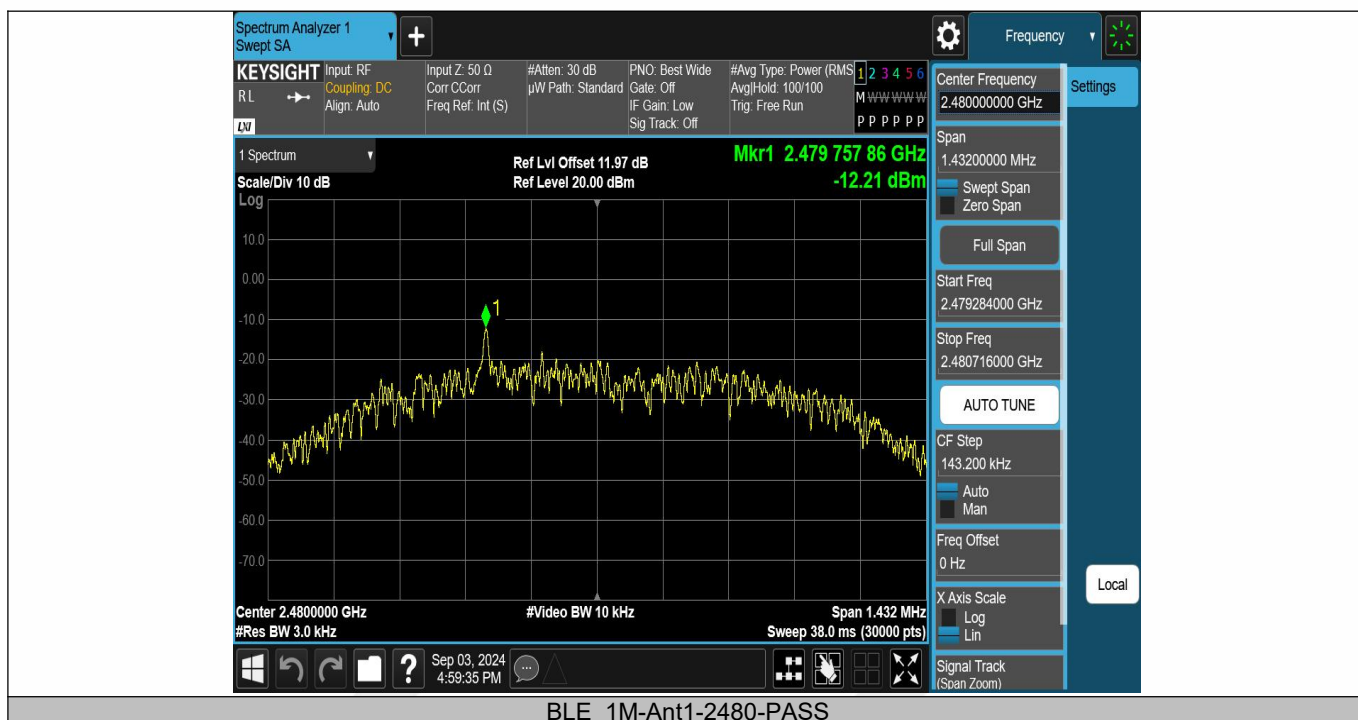 Spectrum Analyzer 1
Swept SA
+
Frequency
KEYSIGHT
R L
LXI
Input: RF
Coupling: DC
Align: Auto
Input Z: 50 Ω
Corr CCorr
Freq Ref: Int (S)
#Atten: 30 dB
µW Path: Standard
PNO: Best Wide
Gate: Off
IF Gain: Low
Sig Track: Off
#Avg Type: Power (RMS
Avg|Hold: 100/100
Trig: Free Run
1 2 3 4 5 6
M W W W W W
P P P P P P
1 Spectrum
Scale/Div 10 dB
Log
Ref Lvl Offset 11.97 dB
Ref Level 20.00 dBm
Mkr1 2.479 757 86 GHz
-12.21 dBm
10.0
0.00
-10.0
-20.0
-30.0
-40.0
-50.0
-60.0
-70.0
1
Center 2.4800000 GHz
#Res BW 3.0 kHz
#Video BW 10 kHz
Span 1.432 MHz
Sweep 38.0 ms (30000 pts)
Center Frequency
2.480000000 GHz
Settings
Span
1.43200000 MHz
Swept Span
Zero Span
Full Span
Start Freq
2.479284000 GHz
Stop Freq
2.480716000 GHz
AUTO TUNE
CF Step
143.200 kHz
Auto
Man
Freq Offset
0 Hz
Local
X Axis Scale
Log
Lin
Signal Track
(Span Zoom)
?
Sep 03, 2024
4:59:35 PM
BLE_1M-Ant1-2480-PASS